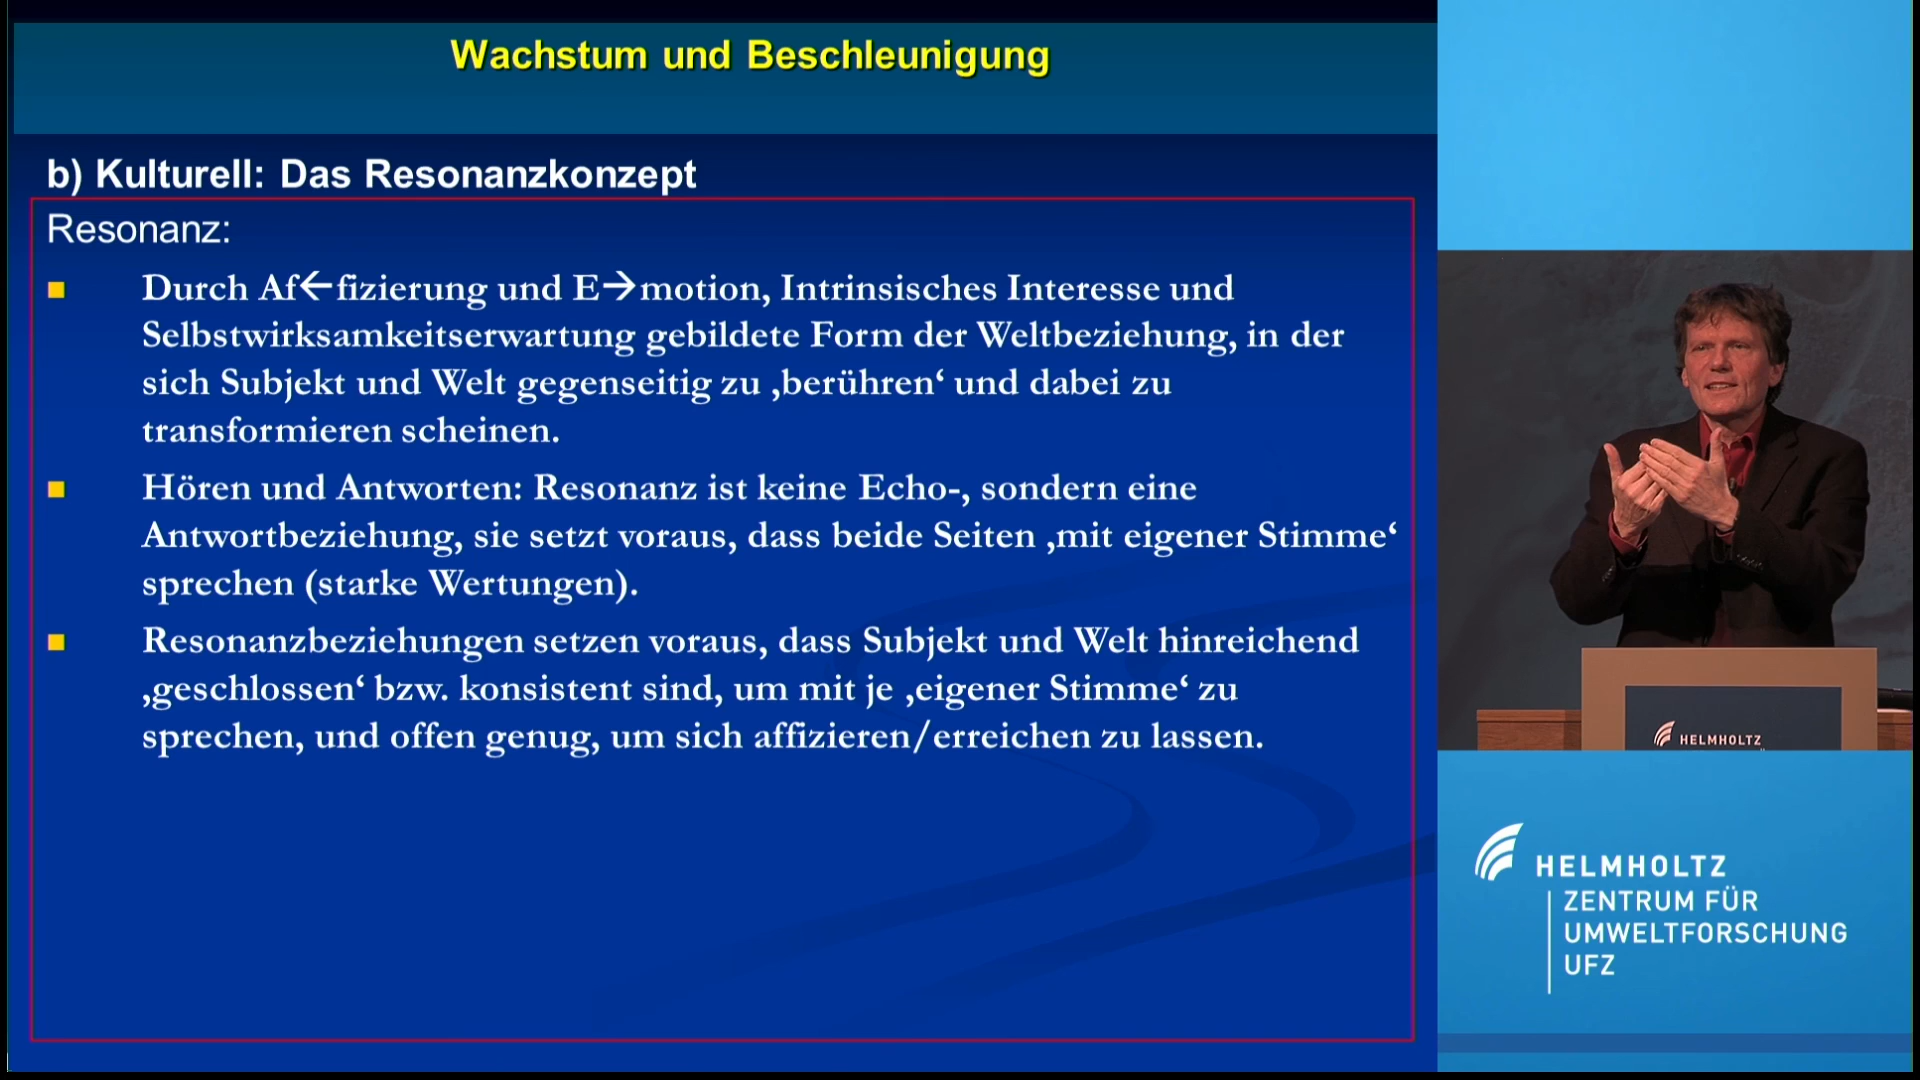 Wachstum und Beschleunigung
b) Kulturell: Das Resonanzkonzept
Resonanz:
Durch Af←fizierung und E→motion, Intrinsisches Interesse und
Selbstwirksamkeitserwartung gebildete Form der Weltbeziehung, in der
sich Subjekt und Welt gegenseitig zu ‚berühren‘ und dabei zu
transformieren scheinen.
Hören und Antworten: Resonanz ist keine Echo-, sondern eine
Antwortbeziehung, sie setzt voraus, dass beide Seiten ‚mit eigener Stimme‘
sprechen (starke Wertungen).
Resonanzbeziehungen setzen voraus, dass Subjekt und Welt hinreichend
‚geschlossen‘ bzw. konsistent sind, um mit je ‚eigener Stimme‘ zu
sprechen, und offen genug, um sich affizieren/erreichen zu lassen.
HELMHOLTZ
HELMHOLTZ
ZENTRUM FÜR
UMWELTFORSCHUNG
UFZ